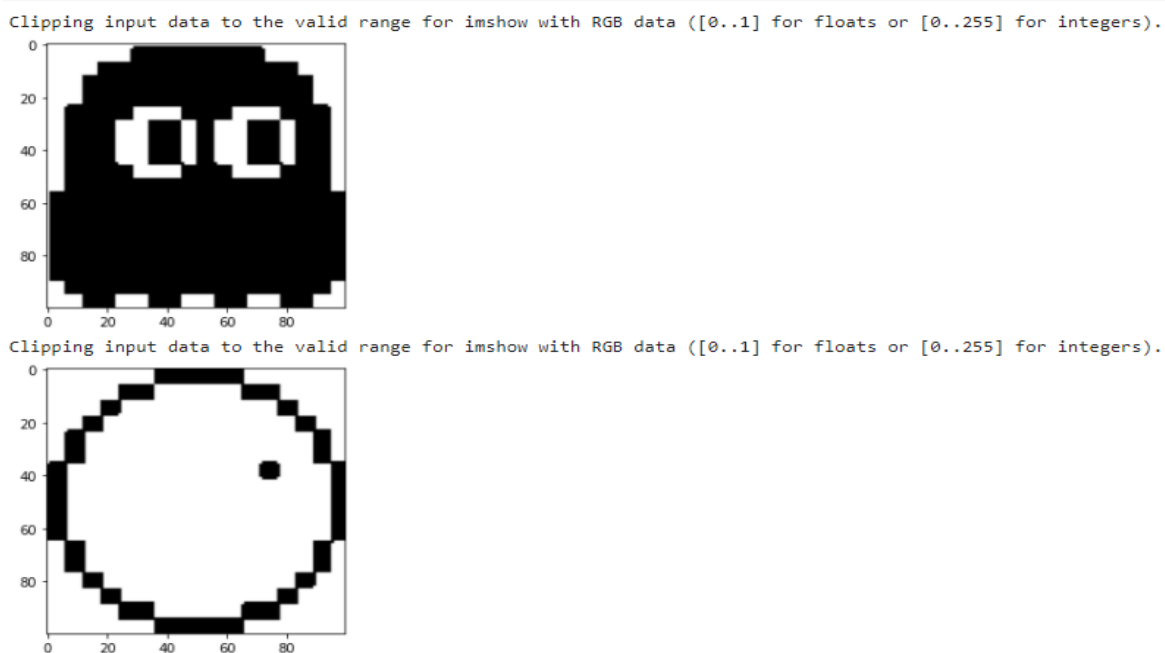 Clipping input data to the valid range for imshow with RGB data ([0..1] for floats or [0..255] for integers).
0
20
40
60
80
0 20 40 60 80
Clipping input data to the valid range for imshow with RGB data ([0..1] for floats or [0..255] for integers).
0
20
40
60
80
0 20 40 60 80